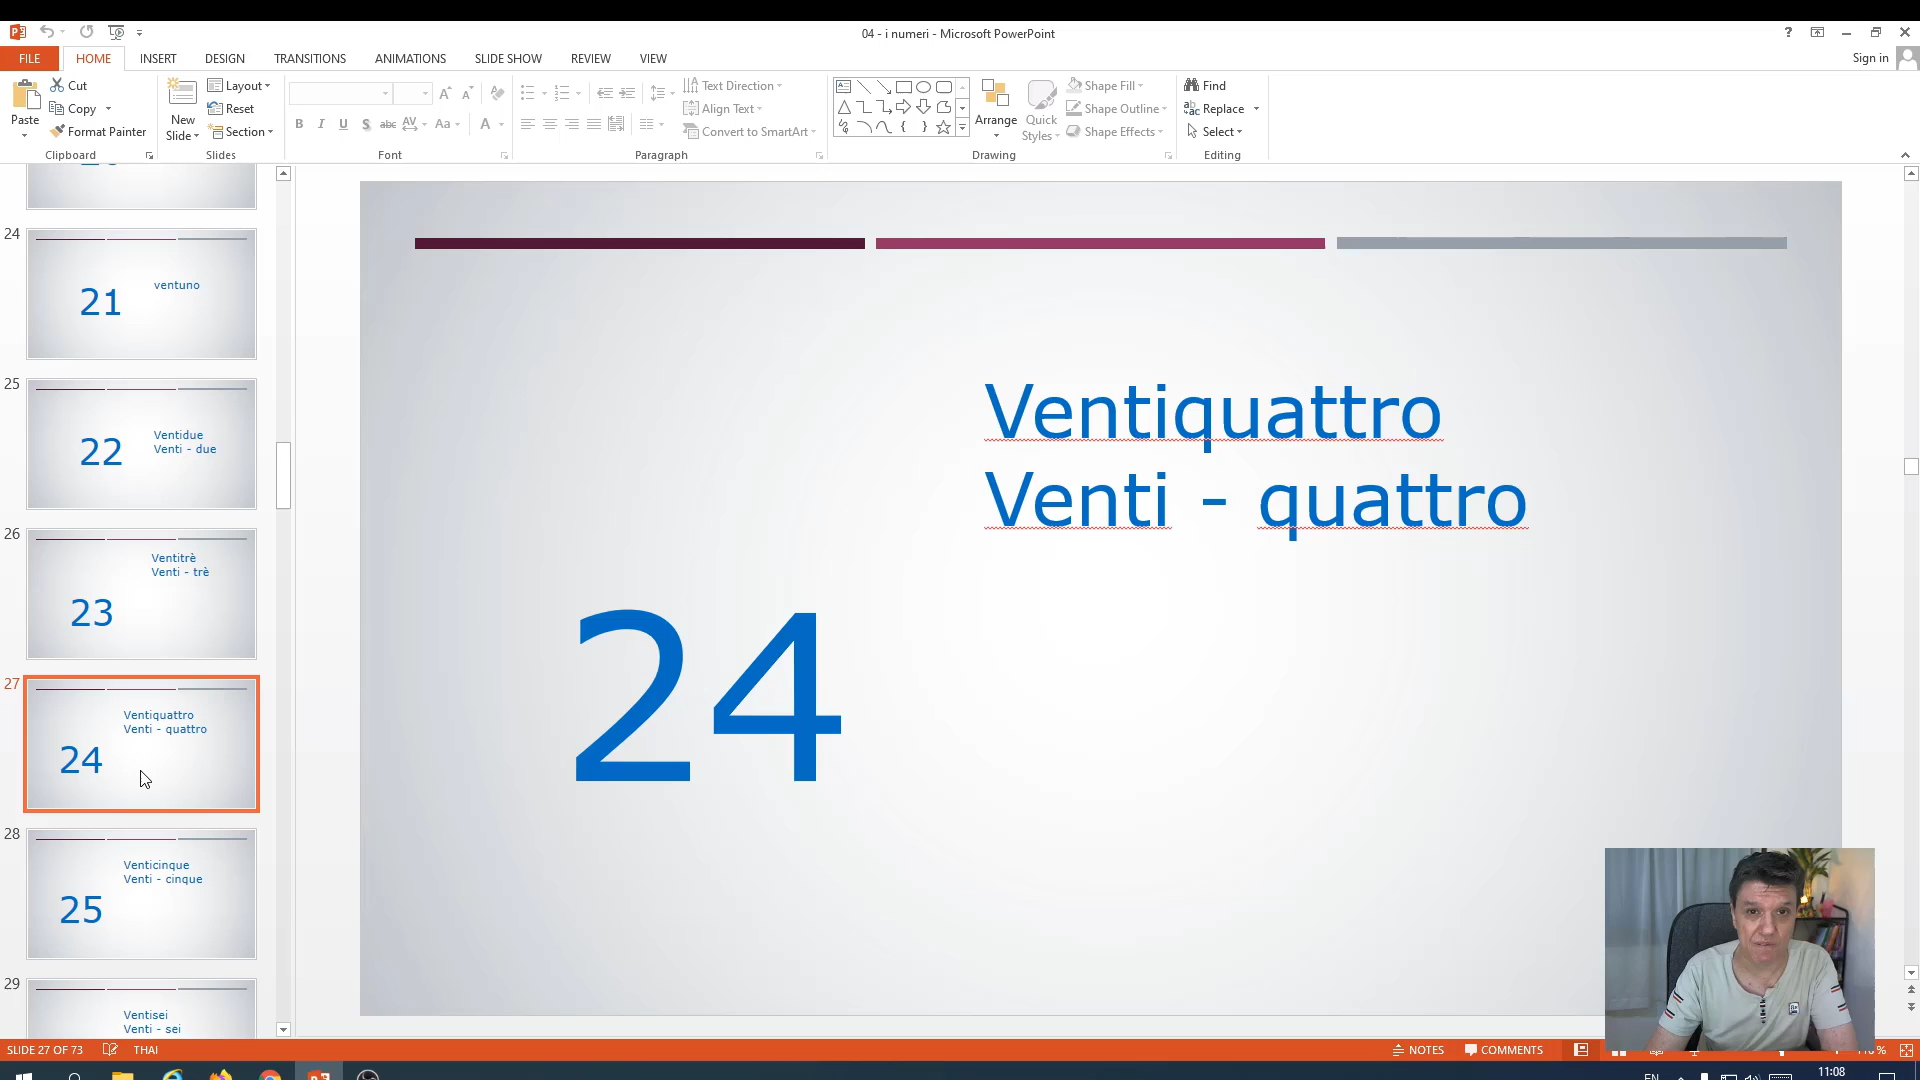 04 - i numeri - Microsoft PowerPoint
Sign in
FILE HOME INSERT DESIGN TRANSITIONS ANIMATIONS SLIDE SHOW REVIEW VIEW
Paste
Cut
Copy
Format Painter
Clipboard
New
Slide
Layout
Reset
Section
Slides
Font
Text Direction
Align Text
Convert to SmartArt
Paragraph
Arrange
Quick
Styles
Shape Fill
Shape Outline
Shape Effects
Drawing
Find
Replace
Select
Editing
24
21
ventuno
25
22
Ventidue
Venti - due
26
23
Ventitrè
Venti - trè
27
24
Ventiquattro
Venti - quattro
28
25
Venticinque
Venti - cinque
29
Ventisei
Venti - sei
Ventiquattro
Venti - quattro
24
SLIDE 27 OF 73 THAI
NOTES COMMENTS
11:08